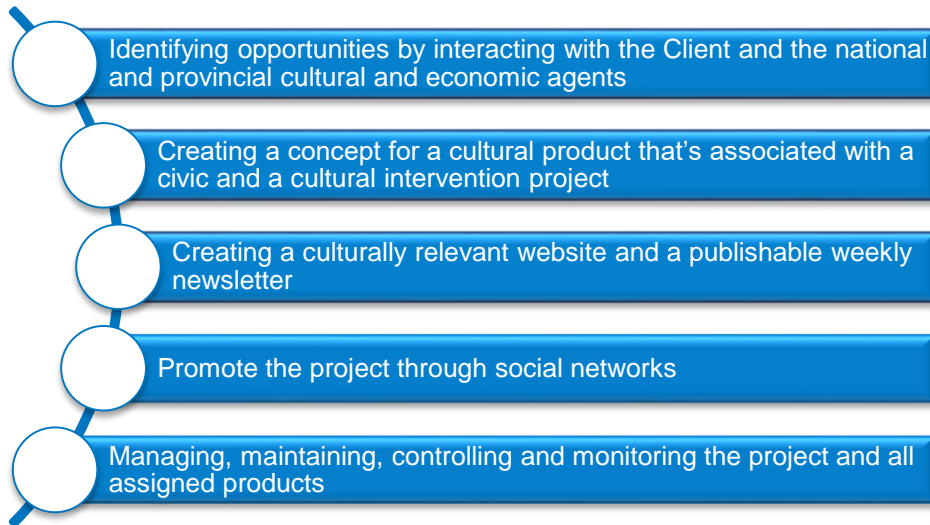 Identifying opportunities by interacting with the Client and the national
and provincial cultural and economic agents
Creating a concept for a cultural product that's associated with a
civic and a cultural intervention project
Creating a culturally relevant website and a publishable weekly
newsletter
Promote the project through social networks
Managing, maintaining, controlling and monitoring the project and all
assigned products